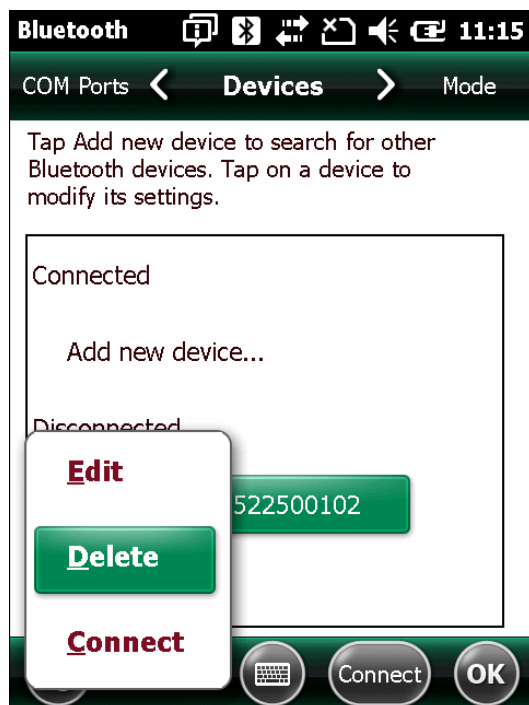 Bluetooth 11:15
COM Ports Devices Mode
Tap Add new device to search for other
Bluetooth devices. Tap on a device to
modify its settings.
Connected
Add new device...
Disconnected
522500102
Edit
Delete
Connect
Connect OK